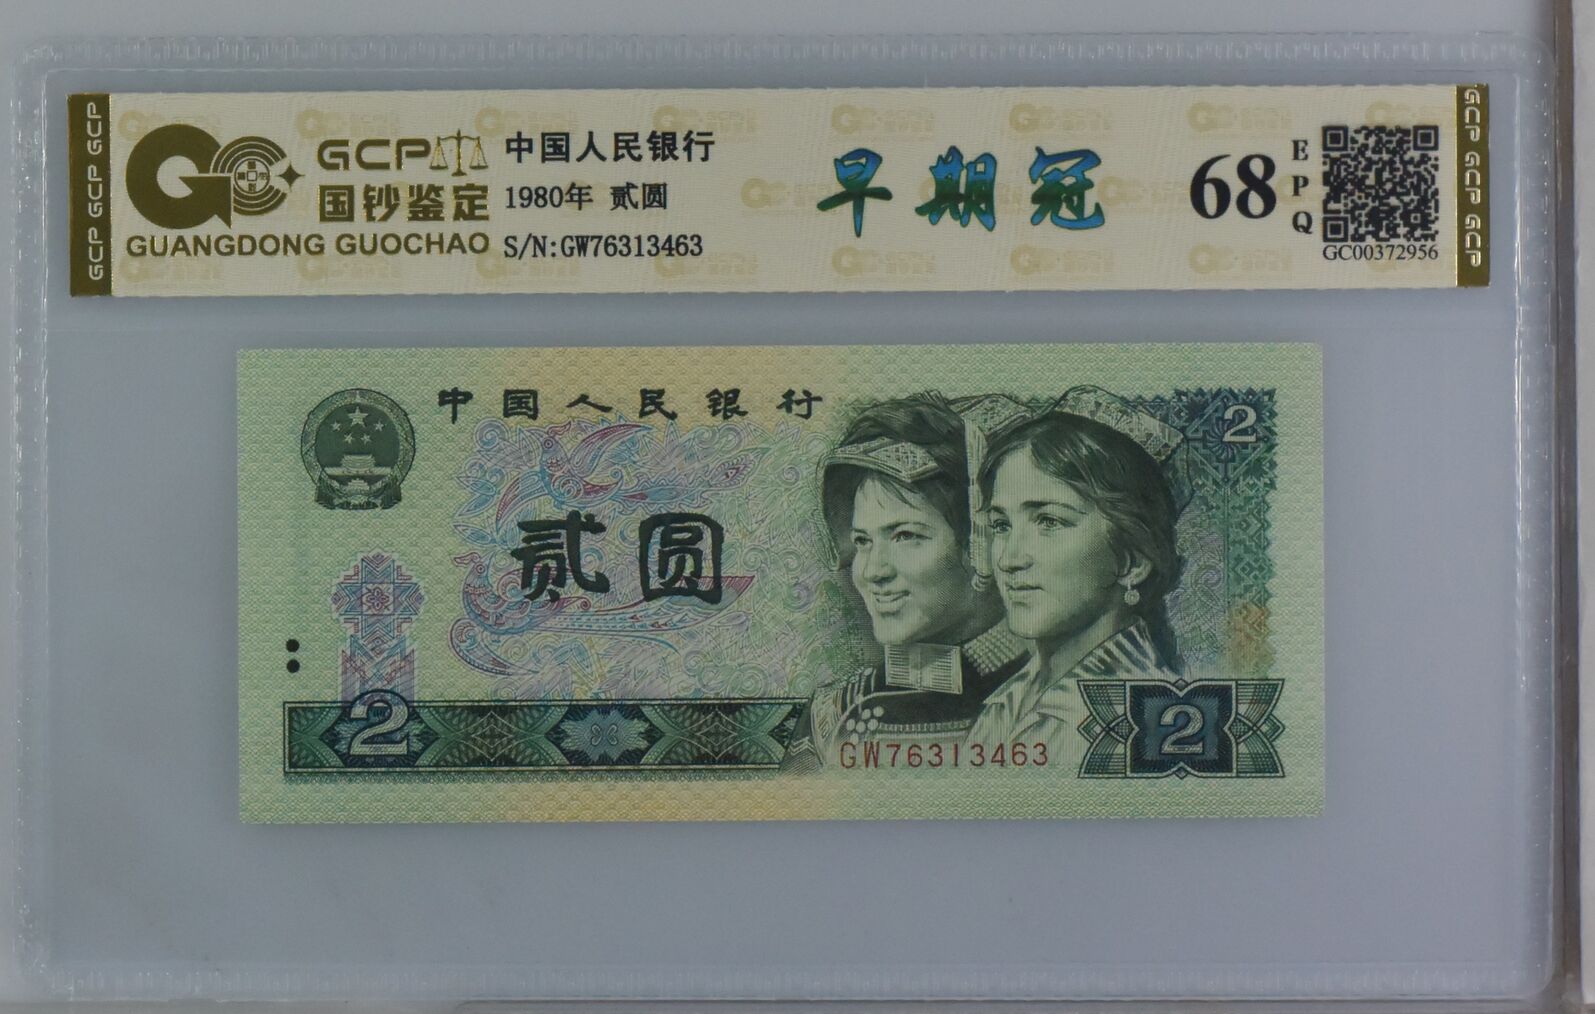 GCP GCP GCP
GCP
国钞鉴定
GUANGDONG GUOCHAO
中国人民银行
1980年 贰圆
S/N:GW76313463
早期冠
68
EPQ
GC00372956
GCP GCP GCP
中国人民银行
2
贰圆
2
GW76313463
2